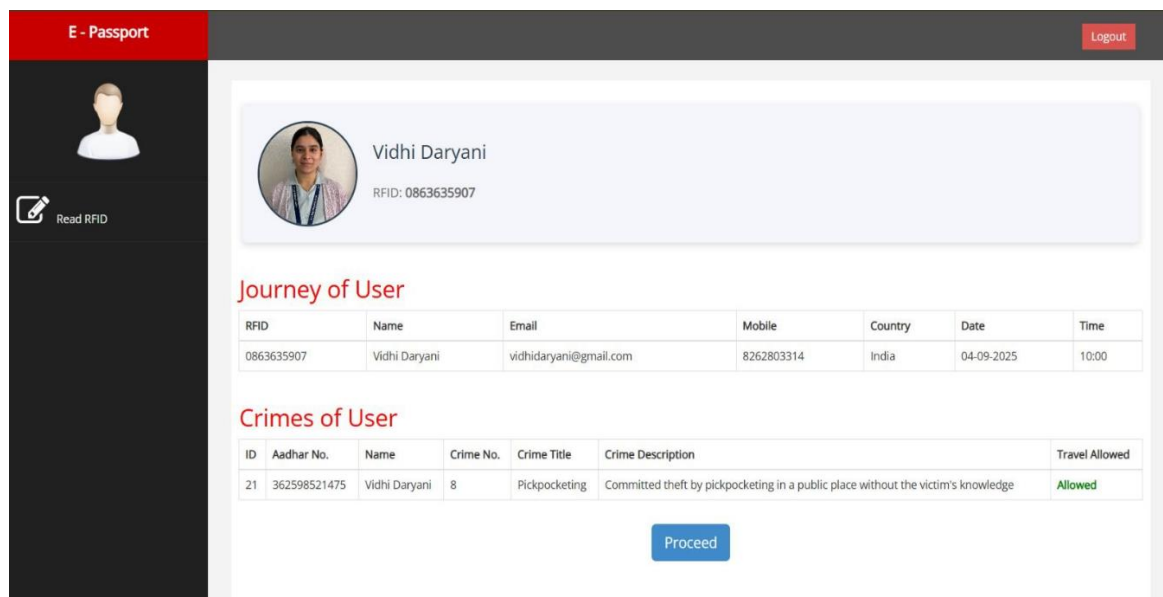 E - Passport
Logout
Read RFID
Vidhi Daryani
RFID: 0863635907
Journey of User
RFID Name Email Mobile Country Date Time
0863635907 Vidhi Daryani vidhidaryani@gmail.com 8262803314 India 04-09-2025 10:00
Crimes of User
ID Aadhar No. Name Crime No. Crime Title Crime Description Travel Allowed
21 362598521475 Vidhi Daryani 8 Pickpocketing Committed theft by pickpocketing in a public place without the victim's knowledge Allowed
Proceed